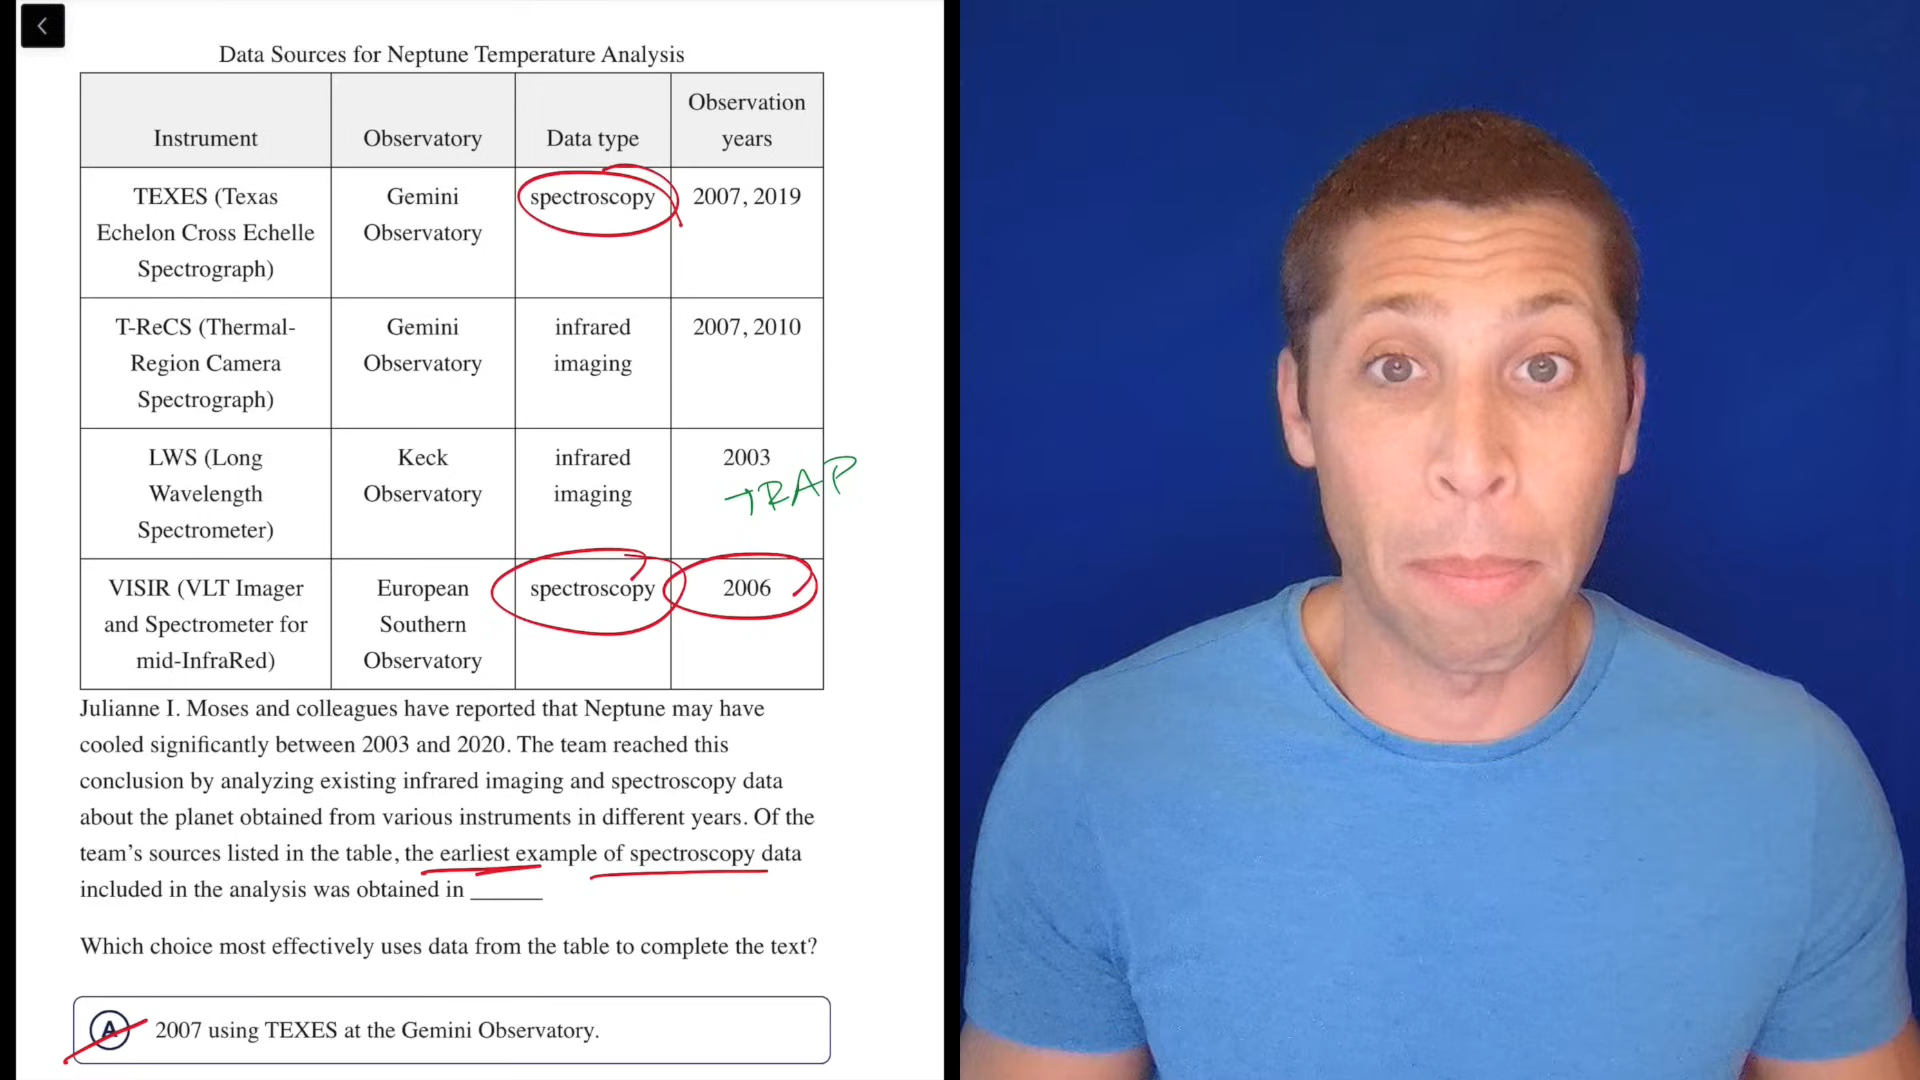 Data Sources for Neptune Temperature Analysis
Instrument
Observatory
Data type
Observation
years
TEXES (Texas
Echelon Cross Echelle
Spectrograph)
Gemini
Observatory
spectroscopy
2007, 2019
T-ReCS (Thermal-
Region Camera
Spectrograph)
Gemini
Observatory
infrared
imaging
2007, 2010
LWS (Long
Wavelength
Spectrometer)
Keck
Observatory
infrared
imaging
2003
TRAP
VISIR (VLT Imager
and Spectrometer for
mid-InfraRed)
European
Southern
Observatory
spectroscopy
2006
Julianne I. Moses and colleagues have reported that Neptune may have
cooled significantly between 2003 and 2020. The team reached this
conclusion by analyzing existing infrared imaging and spectroscopy data
about the planet obtained from various instruments in different years. Of the
team's sources listed in the table, the earliest example of spectroscopy data
included in the analysis was obtained in ______
Which choice most effectively uses data from the table to complete the text?
A 2007 using TEXES at the Gemini Observatory.